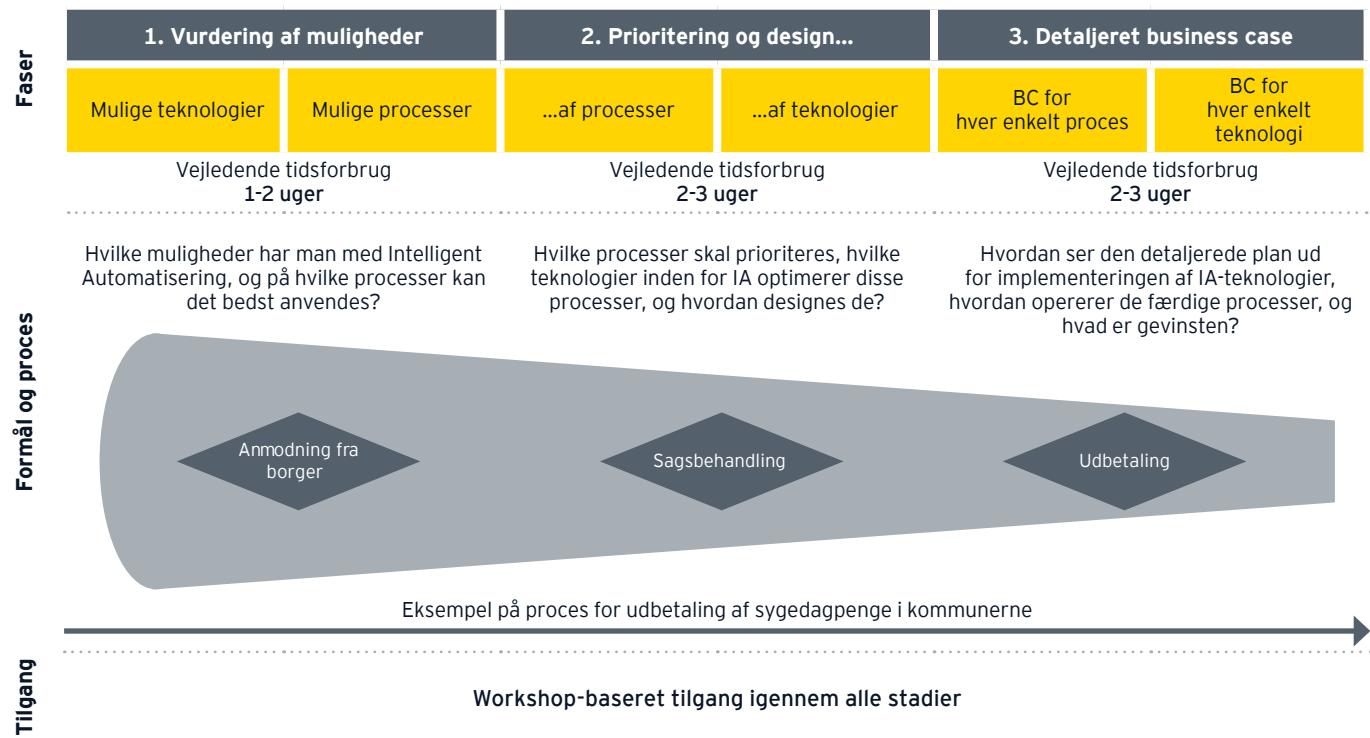 Faser
1. Vurdering af muligheder
2. Prioritering og design...
3. Detaljeret business case
Mulige teknologier
Mulige processer
...af processer
...af teknologier
BC for
hver enkelt proces
BC for
hver enkelt
teknologi
Vejledende tidsforbrug
1-2 uger
Vejledende tidsforbrug
2-3 uger
Vejledende tidsforbrug
2-3 uger
Formål og proces
Hvilke muligheder har man med Intelligent
Automatisering, og på hvilke processer kan
det bedst anvendes?
Hvilke processer skal prioriteres, hvilke
teknologier inden for IA optimerer disse
processer, og hvordan designes de?
Hvordan ser den detaljerede plan ud
for implementeringen af IA-teknologier,
hvordan opererer de færdige processer, og
hvad er gevinsten?
Anmodning fra
borger
Sagsbehandling
Udbetaling
Eksempel på proces for udbetaling af sygedagpenge i kommunerne
Tilgang
Workshop-baseret tilgang igennem alle stadier